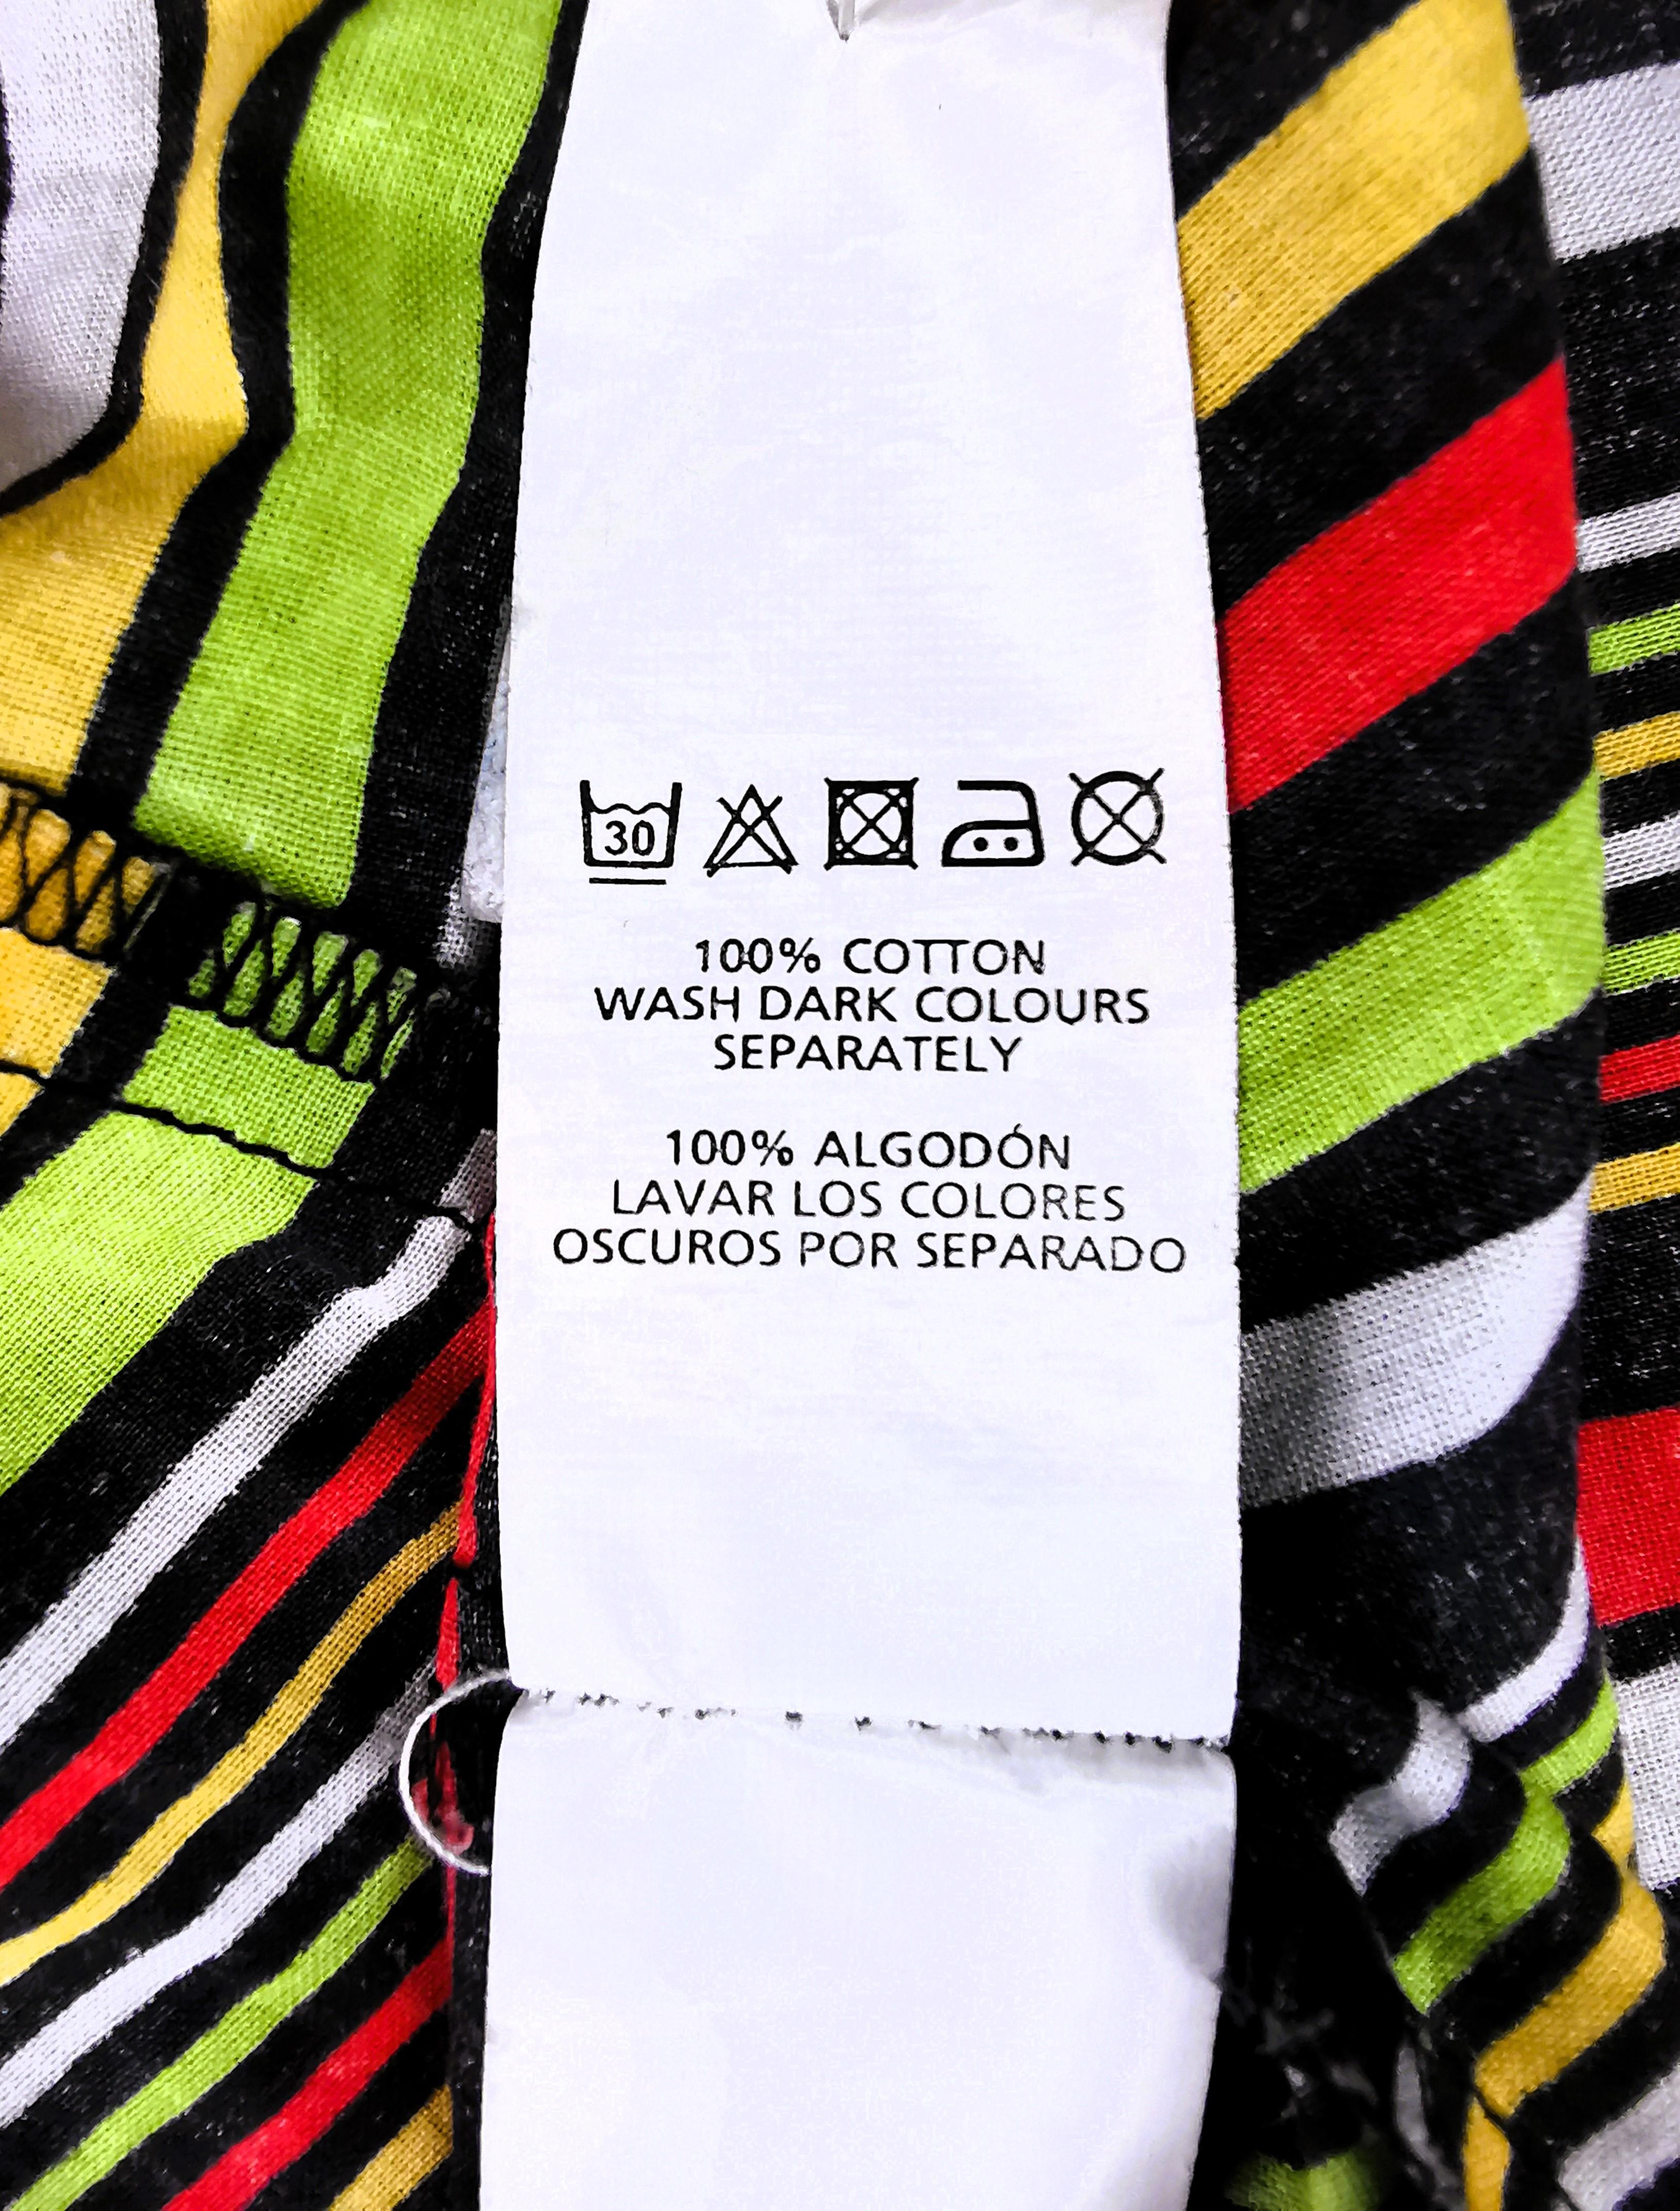 30
100% COTTON
WASH DARK COLOURS
SEPARATELY
100% ALGODÓN
LAVAR LOS COLORES
OSCUROS POR SEPARADO